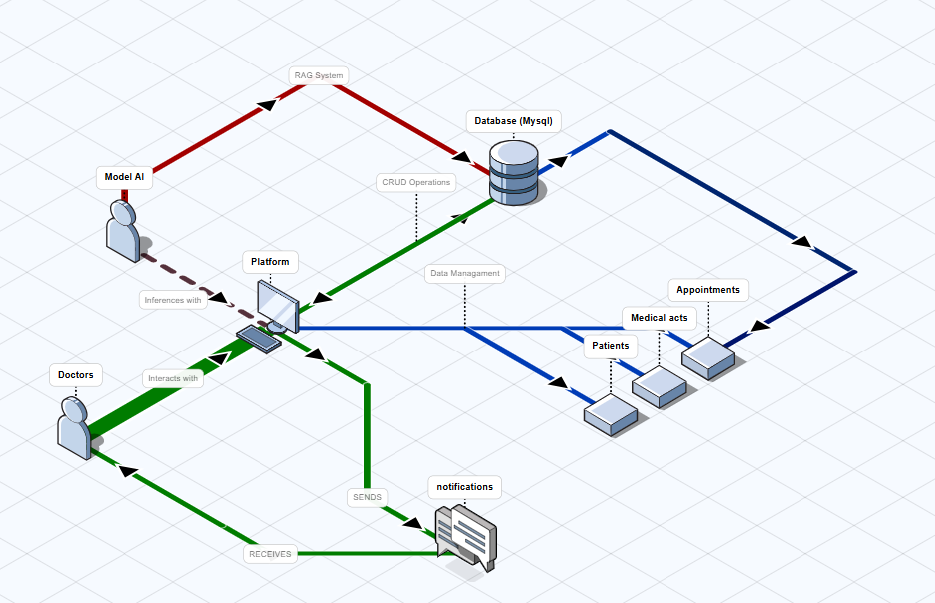 RAG System
Database (Mysql)
Model AI
CRUD Operations
Platform
Data Managament
Appointments
Inferences with
Medical acts
Patients
Doctors
Interacts with
notifications
SENDS
RECEIVES